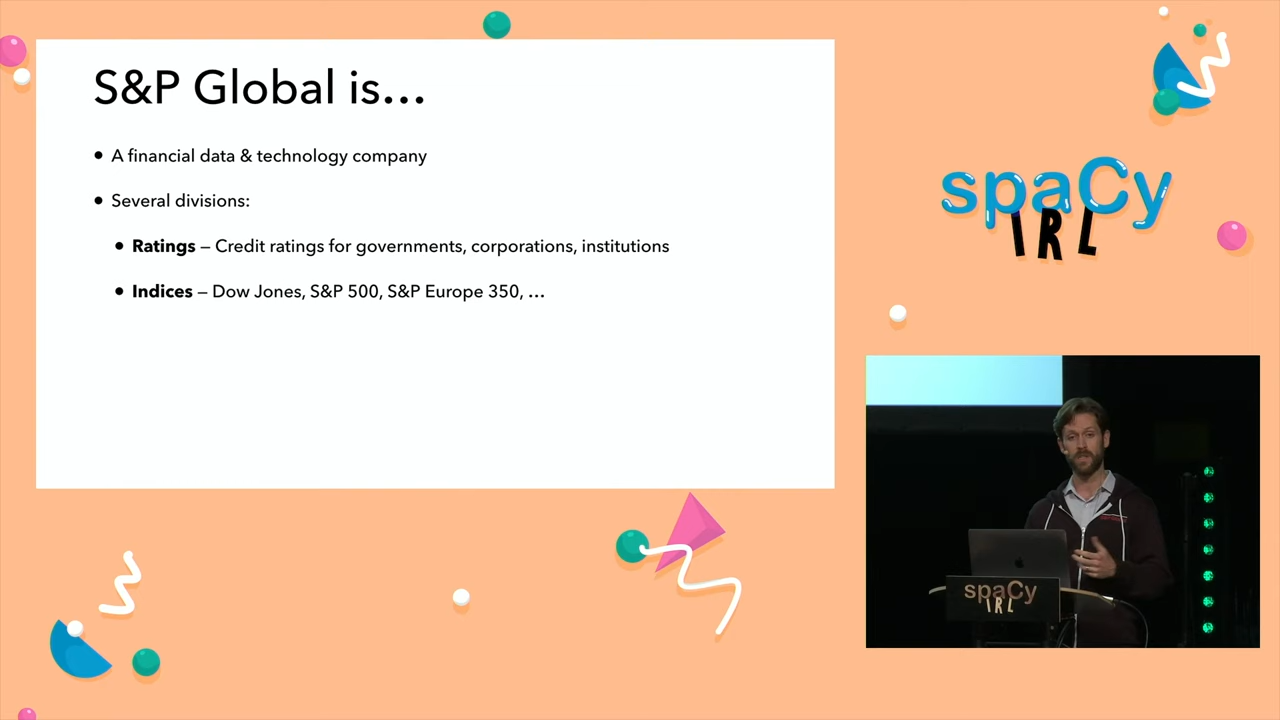 S&P Global is…
• A financial data & technology company
• Several divisions:
• Ratings – Credit ratings for governments, corporations, institutions
• Indices – Dow Jones, S&P 500, S&P Europe 350, …
spaCy
IRL
spaCy
IRL